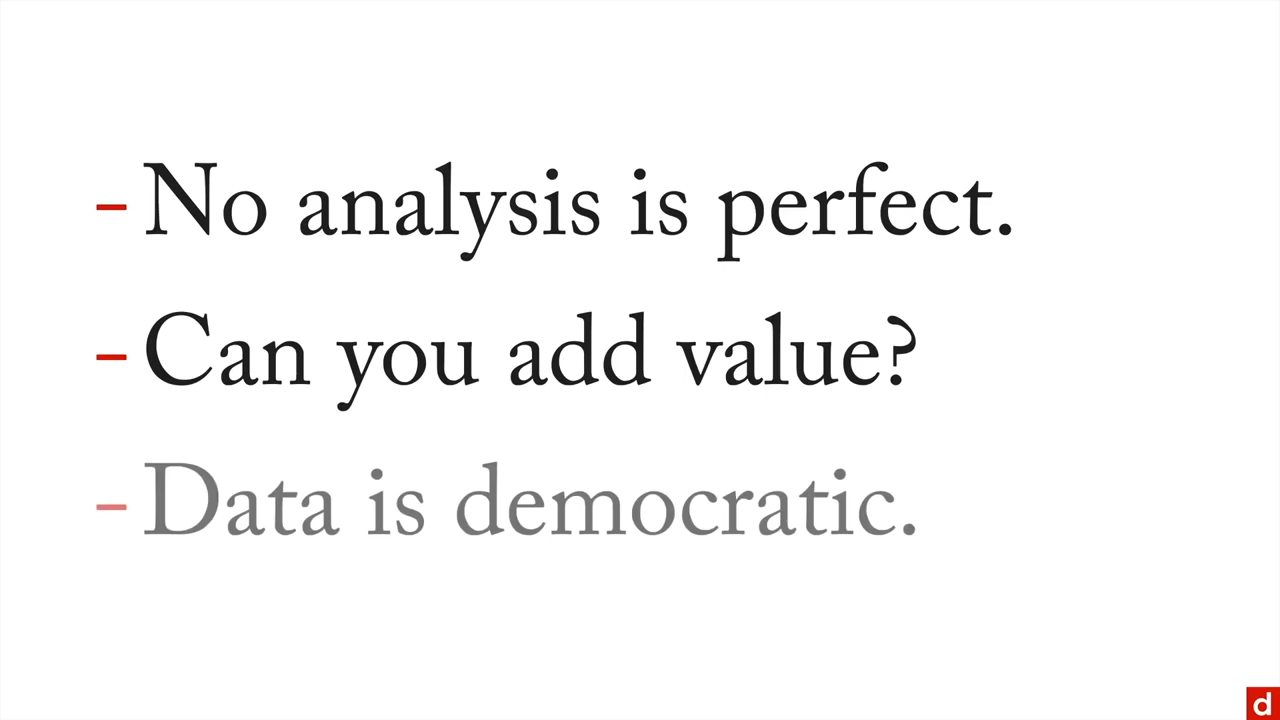 - No analysis is perfect.
- Can you add value?
- Data is democratic.
d